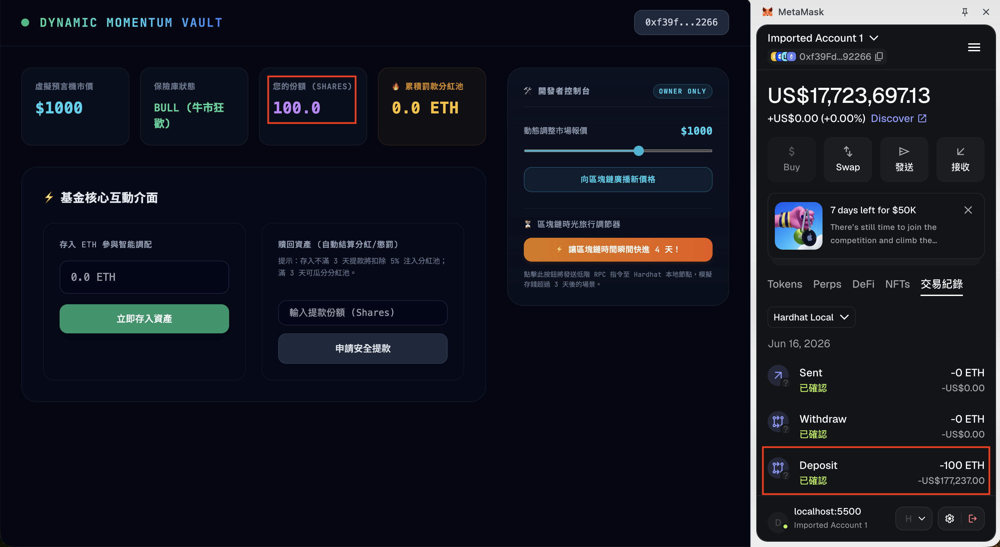 DYNAMIC MOMENTUM VAULT
0xf39f...2266
虛擬預言機市價
$1000
保險庫狀態
BULL (牛市狂
歡)
您的份額 (SHARES)
100.0
🔥 累積罰款分紅池
0.0 ETH
⚡ 基金核心互動介面
存入 ETH 參與智能調配
0.0 ETH
立即存入資產
贖回資產 (自動結算分紅/懲罰)
提示：存入不滿 3 天提款將扣除 5% 注入分紅池；
滿 3 天可瓜分分紅池。
輸入提款份額 (Shares)
申請安全提款
🛠 開發者控制台
OWNER ONLY
動態調整市場報價
$1000
向區塊鏈廣播新價格
⏳ 區塊鏈時光旅行調節器
⚡ 讓區塊鏈時間瞬間快進 4 天！
點擊此按鈕將發送低階 RPC 指令至 Hardhat 本地節點，模擬
存錢超過 3 天後的場景。
MetaMask
Imported Account 1
0xf39Fd...92266
US$17,723,697.13
+US$0.00 (+0.00%) Discover
Buy
Swap
發送
接收
7 days left for $50K
There's still time to join the
competition and climb the...
Tokens
Perps
DeFi
NFTs
交易紀錄
Hardhat Local
Jun 16, 2026
Sent
-0 ETH
已確認
-US$0.00
Withdraw
-0 ETH
已確認
-US$0.00
Deposit
-100 ETH
已確認
-US$177,237.00
D
localhost:5500
Imported Account 1
H